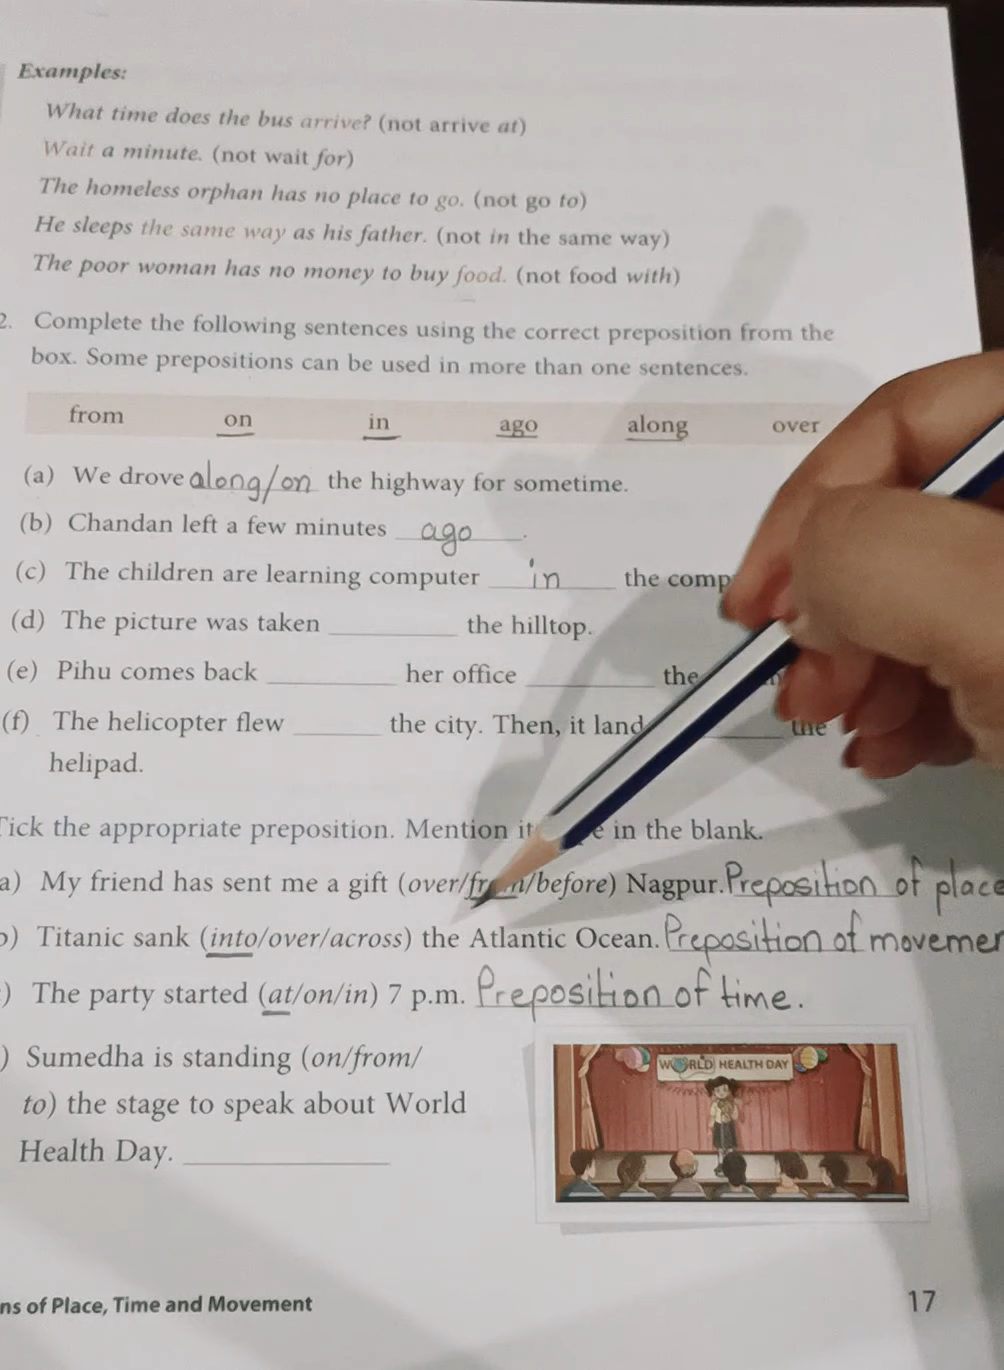 Examples:
What time does the bus arrive? (not arrive at)
Wait a minute. (not wait for)
The homeless orphan has no place to go. (not go to)
He sleeps the same way as his father. (not in the same way)
The poor woman has no money to buy food. (not food with)
2. Complete the following sentences using the correct preposition from the
box. Some prepositions can be used in more than one sentences.
from on in ago along over
(a) We drove along/on the highway for sometime.
(b) Chandan left a few minutes ago.
(c) The children are learning computer in the
(d) The picture was taken ________ the hilltop.
(e) Pihu comes back ________ her office ________ the
(f) The helicopter flew ______ the city. Then, it ______ the
helipad.
Tick the appropriate preposition. Mention in the blank.
a) My friend has sent me a gift (over/from/before) Nagpur. Preposition of place
) Titanic sank (into/over/across) the Atlantic Ocean. Preposition of
) The party started (at/on/in) 7 p.m. Preposition of time.
) Sumedha is standing (on/from/
to) the stage to speak about World
Health Day. ____________
WORLD HEALTH DAY
of Place, Time and Movement
17